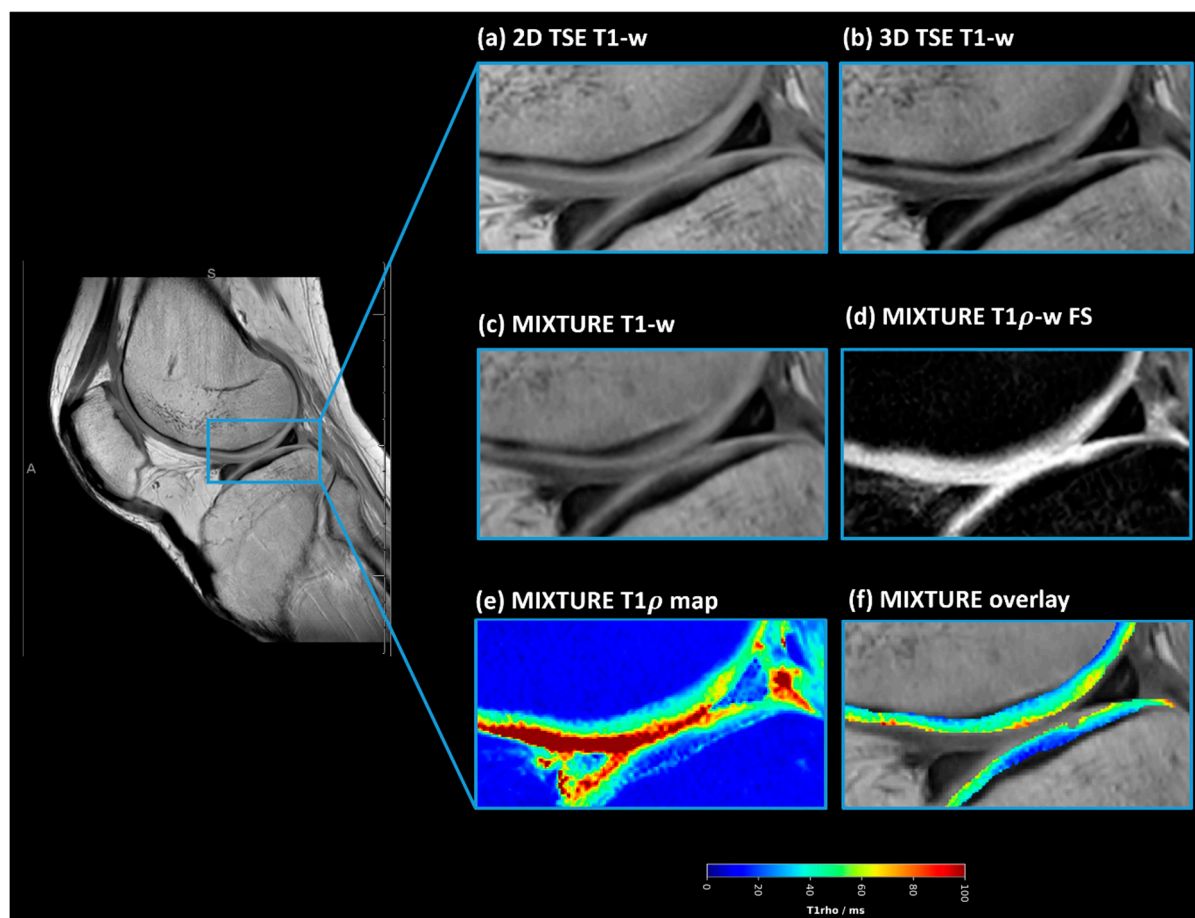 (a) 2D TSE T1-w
(b) 3D TSE T1-w
S
A
(c) MIXTURE T1-w
(d) MIXTURE T1ρ-w FS
(e) MIXTURE T1ρ map
(f) MIXTURE overlay
0 20 40 60 80 100
T1rho / ms